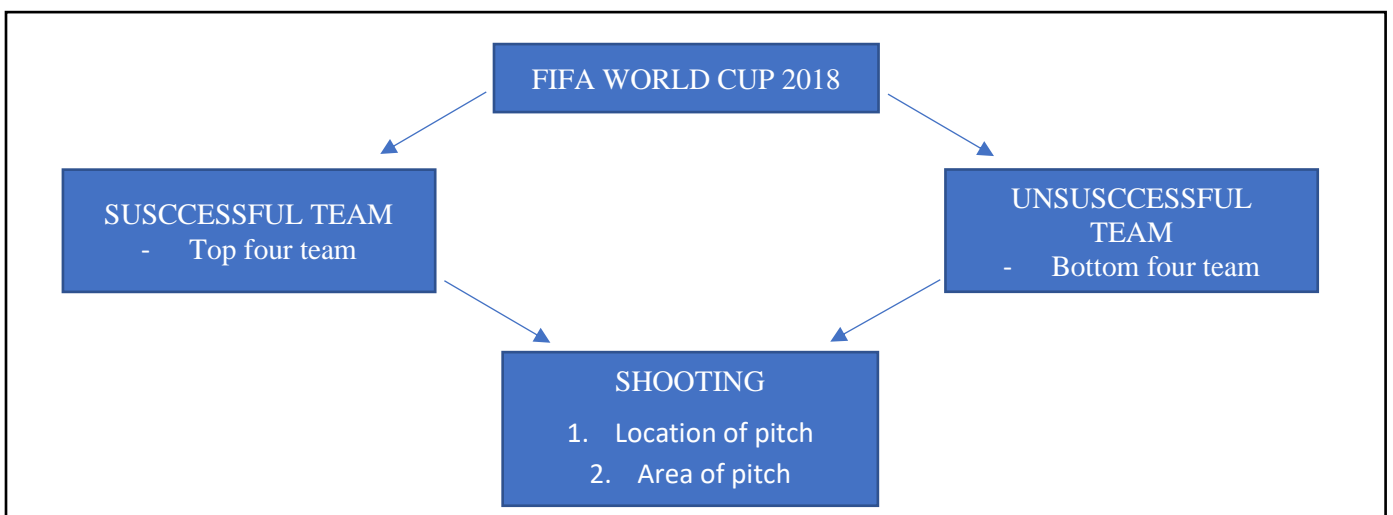 FIFA WORLD CUP 2018
SUSCCESSFUL TEAM
- Top four team
UNSUSCCESSFUL
TEAM
- Bottom four team
SHOOTING
1. Location of pitch
2. Area of pitch